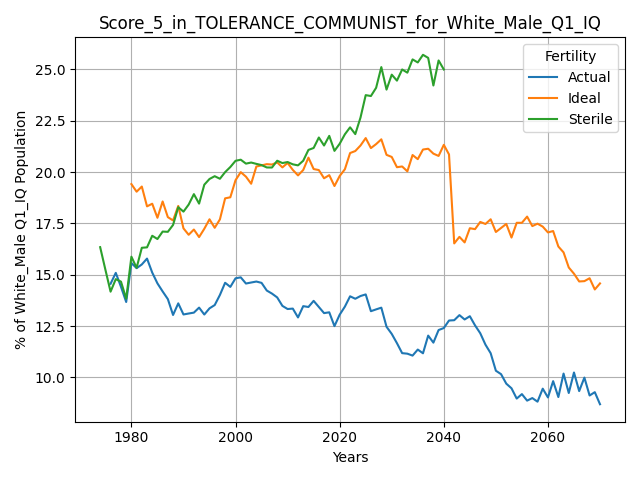 Score_5_in_TOLERANCE_COMMUNIST_for_White_Male_Q1_IQ
% of White_Male Q1_IQ Population
25.0
22.5
20.0
17.5
15.0
12.5
10.0
Fertility
Actual
Ideal
Sterile
1980
2000
2020
2040
2060
Years